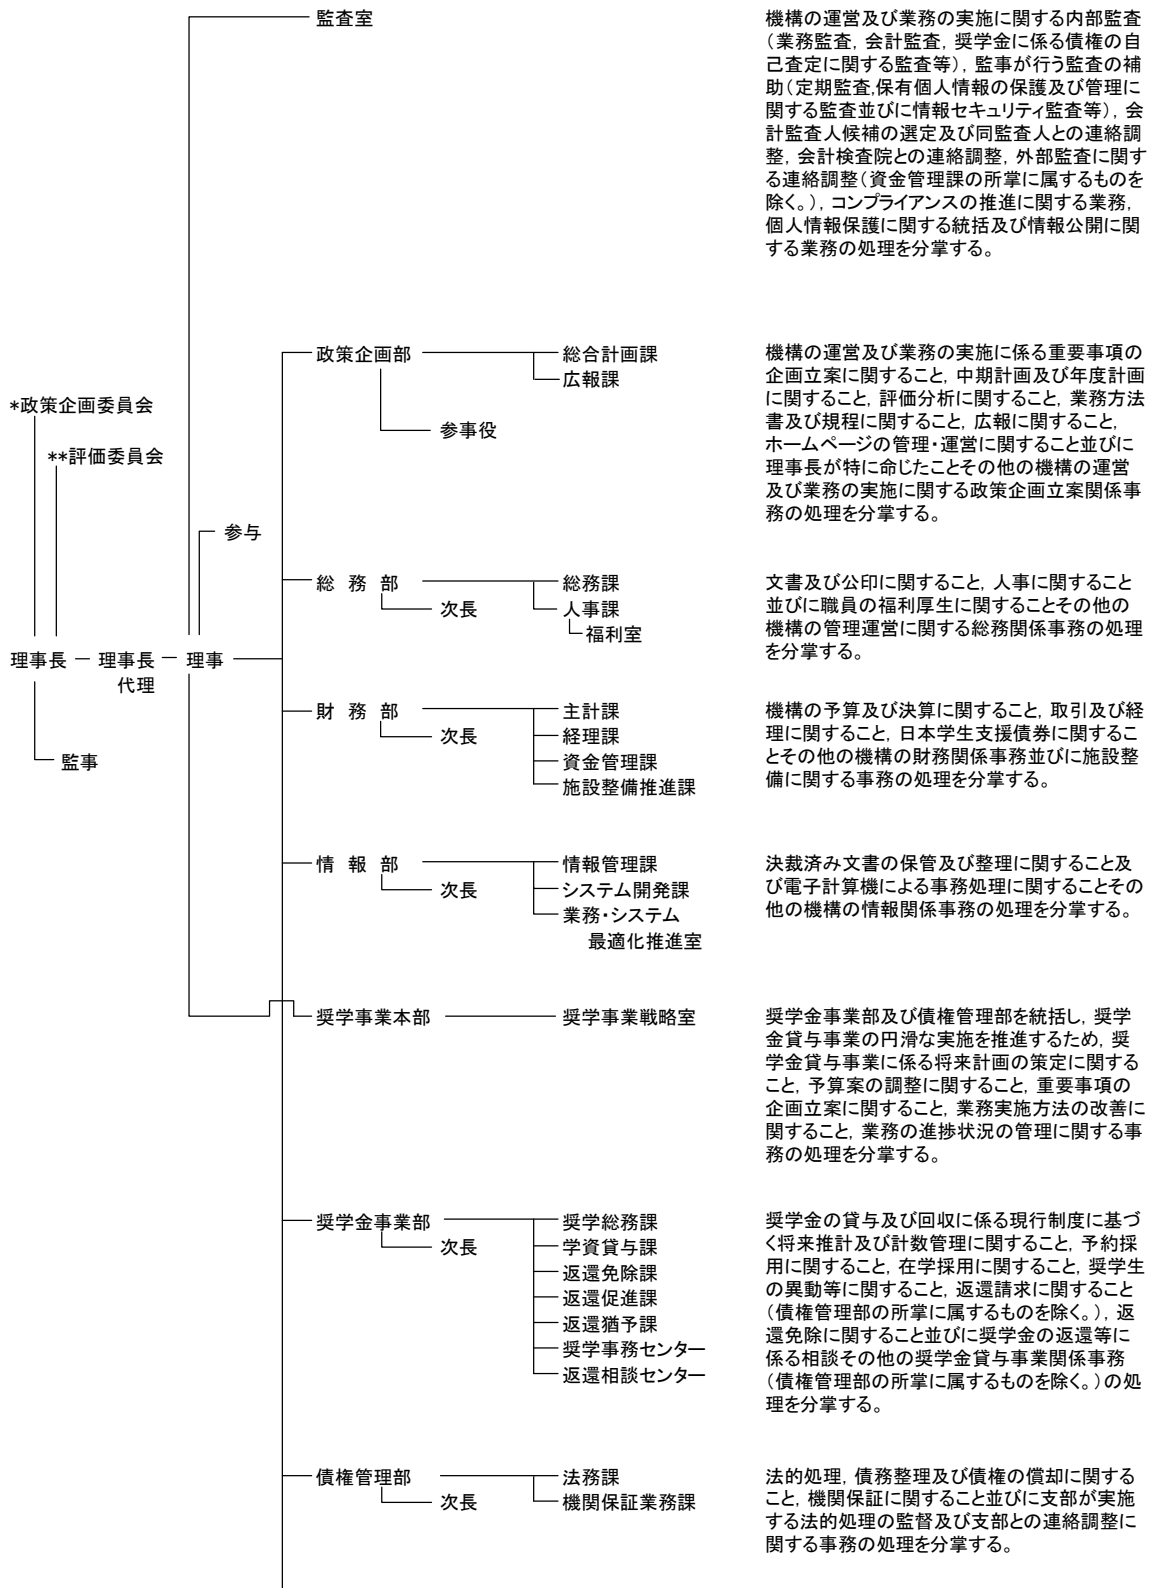 監査室
機構の運営及び業務の実施に関する内部監査
（業務監査, 会計監査, 奨学金に係る債権の自
己査定に関する監査等）, 監事が行う監査の補
助（定期監査,保有個人情報の保護及び管理に
関する監査並びに情報セキュリティ監査等）, 会
計監査人候補の選定及び同監査人との連絡調
整, 会計検査院との連絡調整, 外部監査に関す
る連絡調整（資金管理課の所掌に属するものを
除く。）, コンプライアンスの推進に関する業務,
個人情報保護に関する統括及び情報公開に関
する業務の処理を分掌する。
*政策企画委員会
**評価委員会
参与
理事長
理事長
代理
理事
監事
政策企画部
参事役
総合計画課
広報課
機構の運営及び業務の実施に係る重要事項の
企画立案に関すること, 中期計画及び年度計画
に関すること, 評価分析に関すること, 業務方法
書及び規程に関すること, 広報に関すること,
ホームページの管理・運営に関すること並びに
理事長が特に命じたことその他の機構の運営
及び業務の実施に関する政策企画立案関係事
務の処理を分掌する。
総 務 部
次長
総務課
人事課
福利室
文書及び公印に関すること, 人事に関すること
並びに職員の福利厚生に関することその他の
機構の管理運営に関する総務関係事務の処理
を分掌する。
財 務 部
次長
主計課
経理課
資金管理課
施設整備推進課
機構の予算及び決算に関すること, 取引及び経
理に関すること, 日本学生支援債券に関するこ
とその他の機構の財務関係事務並びに施設整
備に関する事務の処理を分掌する。
情 報 部
次長
情報管理課
システム開発課
業務・システム
最適化推進室
決裁済み文書の保管及び整理に関すること及
び電子計算機による事務処理に関することその
他の機構の情報関係事務の処理を分掌する。
奨学事業本部
奨学事業戦略室
奨学金事業部及び債権管理部を統括し, 奨学
金貸与事業の円滑な実施を推進するため, 奨
学金貸与事業に係る将来計画の策定に関する
こと, 予算案の調整に関すること, 重要事項の
企画立案に関すること, 業務実施方法の改善に
関すること, 業務の進捗状況の管理に関する事
務の処理を分掌する。
奨学金事業部
次長
奨学総務課
学資貸与課
返還免除課
返還促進課
返還猶予課
奨学事務センター
返還相談センター
奨学金の貸与及び回収に係る現行制度に基づ
く将来推計及び計数管理に関すること, 予約採
用に関すること, 在学採用に関すること, 奨学生
の異動等に関すること, 返還請求に関すること
（債権管理部の所掌に属するものを除く。）, 返
還免除に関すること並びに奨学金の返還等に
係る相談その他の奨学金貸与事業関係事務
（債権管理部の所掌に属するものを除く。）の処
理を分掌する。
債権管理部
次長
法務課
機関保証業務課
法的処理, 債務整理及び債権の償却に関する
こと, 機関保証に関すること並びに支部が実施
する法的処理の監督及び支部との連絡調整に
関する事務の処理を分掌する。